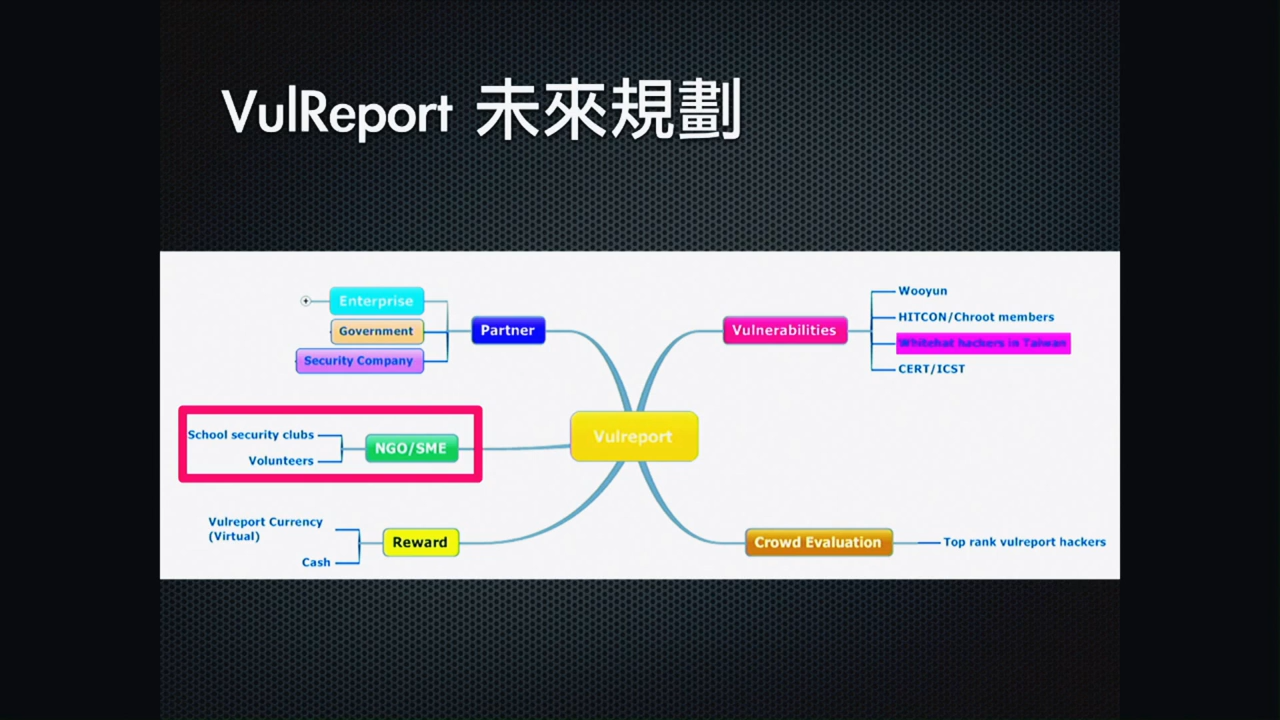 VulReport 未來規劃
Enterprise
Government
Security Company
Partner
School security clubs
Volunteers
NGO/SME
Vulreport Currency
(Virtual)
Cash
Reward
Vulreport
Vulnerabilities
Wooyun
HITCON/Chroot members
Whitehat hackers in Taiwan
CERT/ICST
Crowd Evaluation
Top rank vulreport hackers